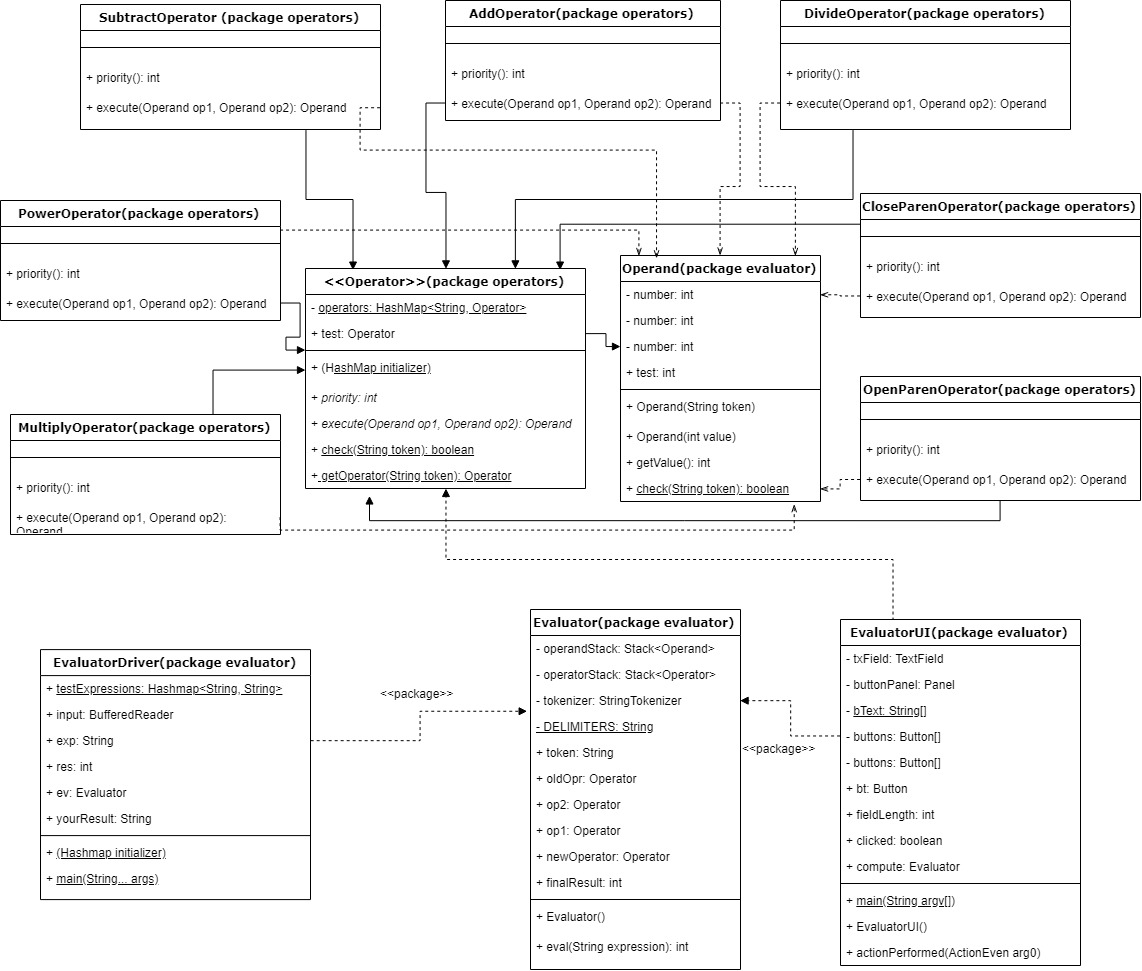 SubtractOperator (package operators)
+ priority(): int
+ execute(Operand op1, Operand op2): Operand
AddOperator(package operators)
+ priority(): int
+ execute(Operand op1, Operand op2): Operand
DivideOperator(package operators)
+ priority(): int
+ execute(Operand op1, Operand op2): Operand
PowerOperator(package operators)
+ priority(): int
+ execute(Operand op1, Operand op2): Operand
<<Operator>>(package operators)
- operators: HashMap<String, Operator>
+ test: Operator
+ (HashMap initializer)
+ priority: int
+ execute(Operand op1, Operand op2): Operand
+ check(String token): boolean
+ getOperator(String token): Operator
Operand(package evaluator)
- number: int
- number: int
- number: int
+ test: int
+ Operand(String token)
+ Operand(int value)
+ getValue(): int
+ check(String token): boolean
CloseParenOperator(package operators)
+ priority(): int
+ execute(Operand op1, Operand op2): Operand
OpenParenOperator(package operators)
+ priority(): int
+ execute(Operand op1, Operand op2): Operand
MultiplyOperator(package operators)
+ priority(): int
+ execute(Operand op1, Operand op2):
Operand
EvaluatorDriver(package evaluator)
+ testExpressions: Hashmap<String, String>
+ input: BufferedReader
+ exp: String
+ res: int
+ ev: Evaluator
+ yourResult: String
+ (Hashmap initializer)
+ main(String... args)
<<package>>
Evaluator(package evaluator)
- operandStack: Stack<Operand>
- operatorStack: Stack<Operator>
- tokenizer: StringTokenizer
- DELIMITERS: String
+ token: String
+ oldOpr: Operator
+ op2: Operator
+ op1: Operator
+ newOperator: Operator
+ finalResult: int
+ Evaluator()
+ eval(String expression): int
<<package>>
EvaluatorUI(package evaluator)
- txField: TextField
- buttonPanel: Panel
- bText: String[]
- buttons: Button[]
- buttons: Button[]
+ bt: Button
+ fieldLength: int
+ clicked: boolean
+ compute: Evaluator
+ main(String argv[])
+ EvaluatorUI()
+ actionPerformed(ActionEven arg0)